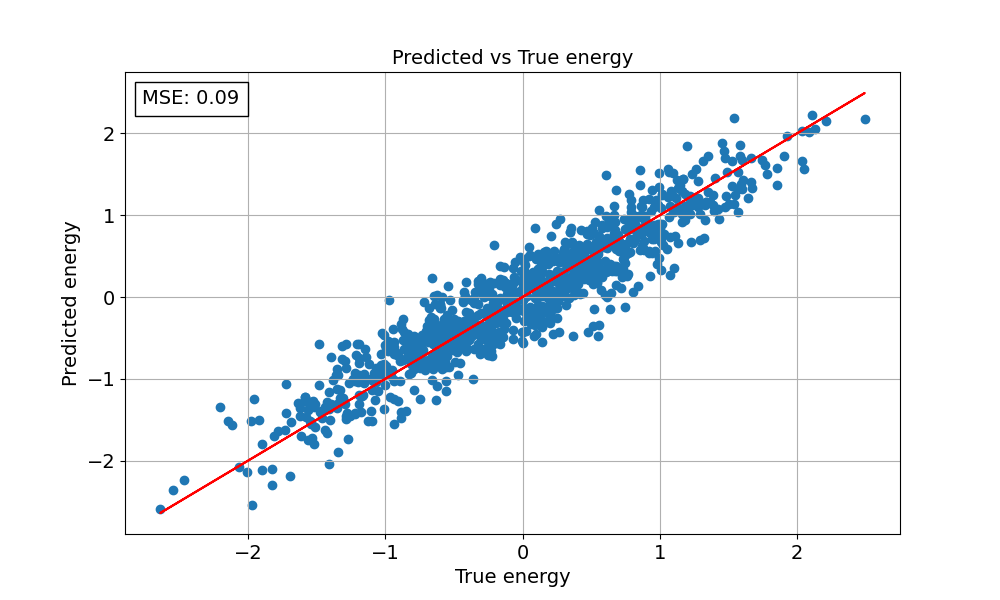 Predicted vs True energy
MSE: 0.09
Predicted energy
2
1
0
−1
−2
−2 −1 0 1 2
True energy